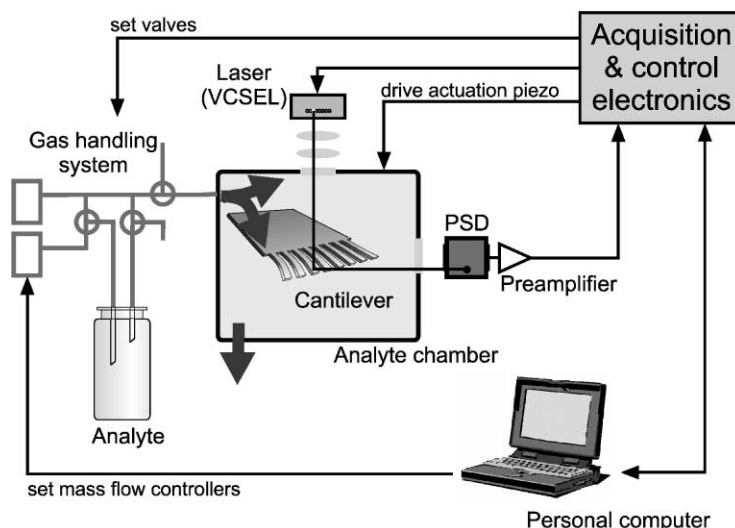 set valves
Acquisition
& control
electronics
Laser
(VCSEL)
drive actuation piezo
Gas handling
system
PSD
Preamplifier
Cantilever
Analyte chamber
Analyte
set mass flow controllers
Personal computer